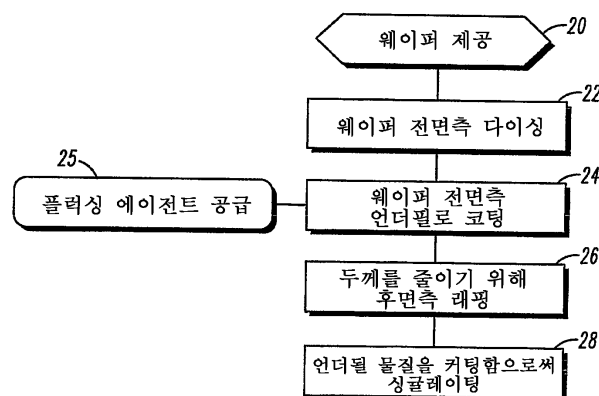 웨이퍼 제공
20
웨이퍼 전면측 다이싱
22
플럭싱 에이전트 공급
25
웨이퍼 전면측
언더필로 코팅
24
두께를 줄이기 위해
후면측 래핑
26
언더필 물질을 커팅함으로써
싱귤레이팅
28